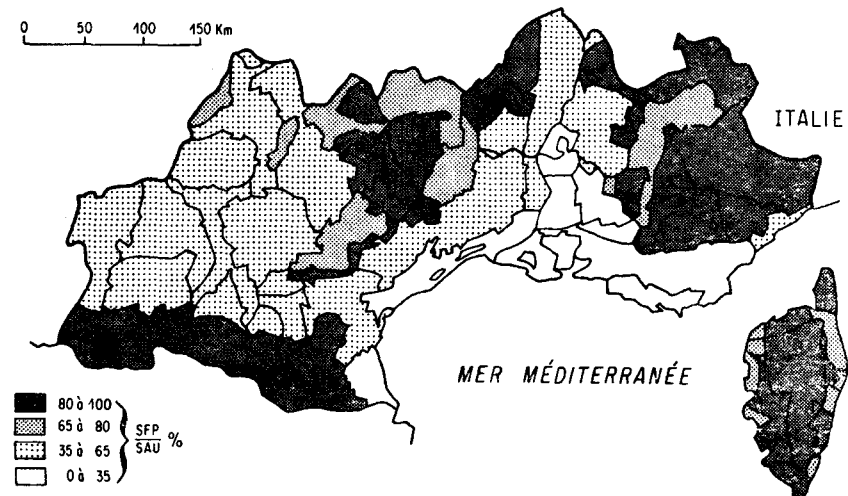 0 50 100 150 Km
ITALIE
MER MÉDITERRANÉE
80 à 100
65 à 80
35 à 65
0 à 35
SFP
SAU %